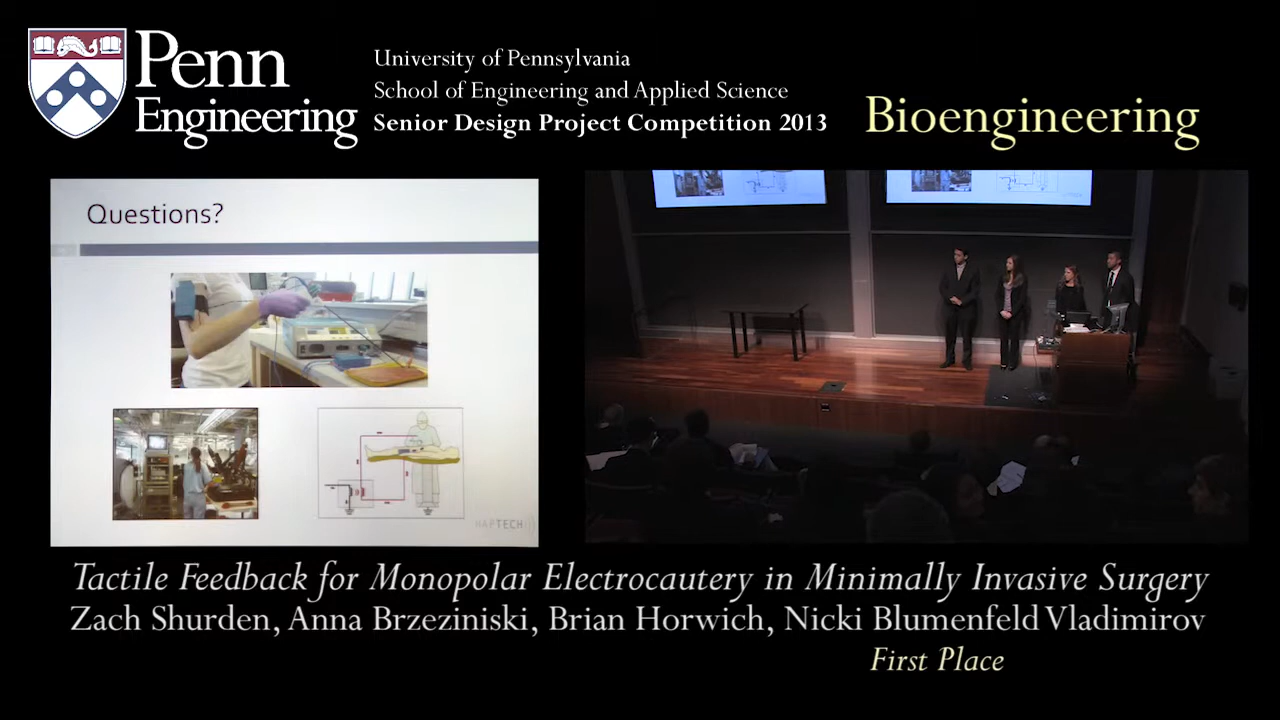 Penn
Engineering
University of Pennsylvania
School of Engineering and Applied Science
Senior Design Project Competition 2013
Bioengineering
Questions?
HAPTECH
Tactile Feedback for Monopolar Electrocautery in Minimally Invasive Surgery
Zach Shurden, Anna Brzeziniski, Brian Horwich, Nicki Blumenfeld Vladimirov
First Place